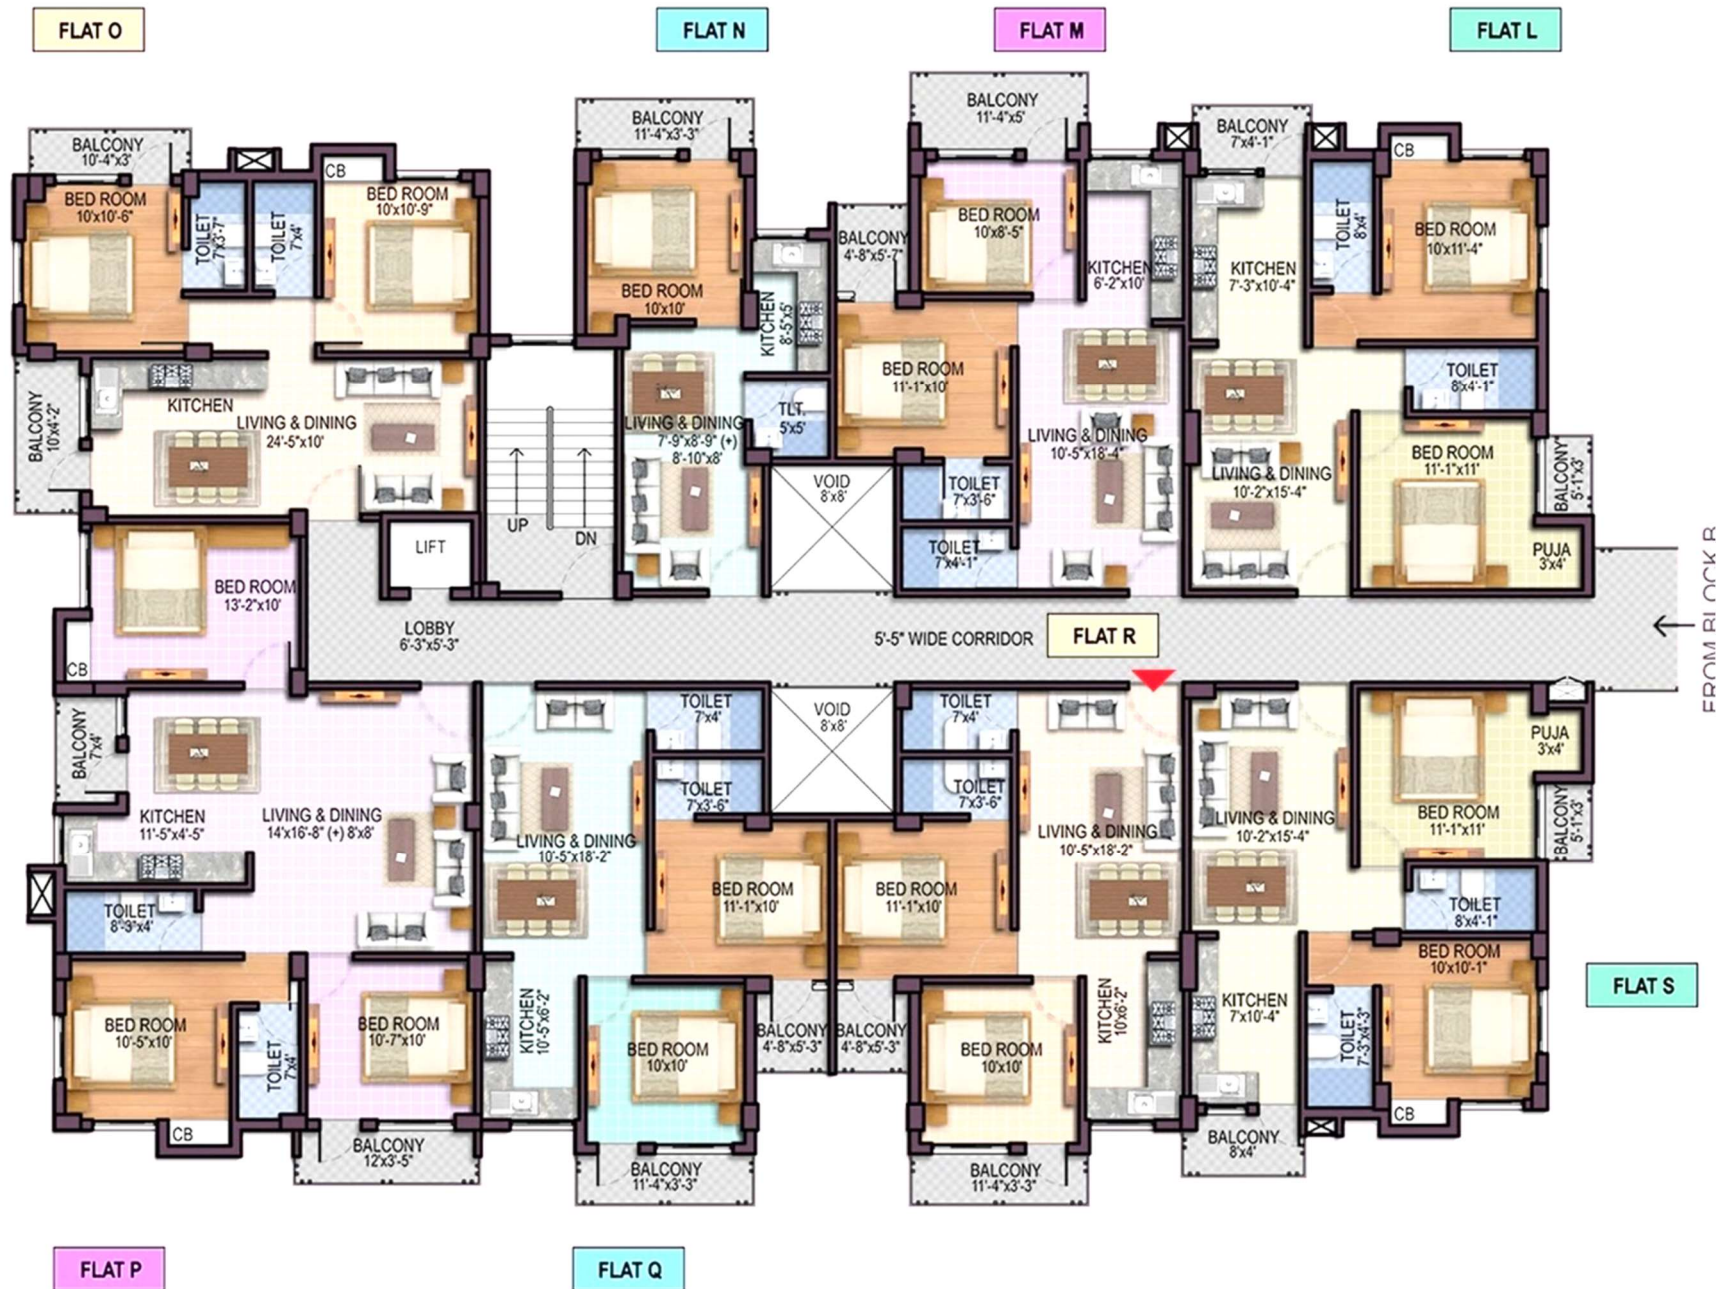 FLAT O
FLAT N
FLAT M
FLAT L
BALCONY
10'-4"x3'
BED ROOM
10'x10'-6"
TOILET
7'x3'-7"
TOILET
7'x4'
CB
BED ROOM
10'x10'-9"
BALCONY
10'x4'-2"
KITCHEN
LIVING & DINING
24'-5"x10'
BALCONY
11'-4"x3'-3"
BED ROOM
10'x10'
KITCHEN
8'-5"x5'
LIVING & DINING
7'-9"x8'-9" (+)
8'-10"x8'
TLT.
5'x5'
BALCONY
11'-4"x5'
BED ROOM
10'x8'-5"
BALCONY
4'-8"x5'-7"
KITCHEN
6'-2"x10'
BED ROOM
11'-1"x10'
LIVING & DINING
10'-5"x18'-4"
TOILET
7'x3'-6"
TOILET
7'x4'-1"
BALCONY
7'x4'-1"
KITCHEN
7'-3"x10'-4"
TOILET
8'x4'
CB
BED ROOM
10'x11'-4"
TOILET
8'x4'-1"
LIVING & DINING
10'-2"x15'-4"
BED ROOM
11'-1"x11'
BALCONY
5'-1"x3'
PUJA
3'x4'
VOID
8'x8'
UP
DN
LIFT
LOBBY
6'-3"x5'-3"
5'-5" WIDE CORRIDOR
FLAT R
FROM BLOCK B
BED ROOM
13'-2"x10'
CB
BALCONY
7'x4'
KITCHEN
11'-5"x4'-5"
LIVING & DINING
14'x16'-8" (+) 8'x8'
TOILET
8'-3"x4'
BED ROOM
10'-5"x10'
TOILET
7'x4'
BED ROOM
10'-7"x10'
CB
BALCONY
12'x3'-5"
TOILET
7'x4'
TOILET
7'x3'-6"
LIVING & DINING
10'-5"x18'-2"
BED ROOM
11'-1"x10'
KITCHEN
10'-5"x6'-2"
BED ROOM
10'x10'
BALCONY
4'-8"x5'-3"
BALCONY
11'-4"x3'-3"
VOID
8'x8'
TOILET
7'x4'
TOILET
7'x3'-6"
BED ROOM
11'-1"x10'
LIVING & DINING
10'-5"x18'-2"
BALCONY
4'-8"x5'-3"
BED ROOM
10'x10'
KITCHEN
10'x6'-2"
BALCONY
11'-4"x3'-3"
LIVING & DINING
10'-2"x15'-4"
PUJA
3'x4'
BED ROOM
11'-1"x11'
BALCONY
5'-1"x3'
TOILET
8'x4'-1"
KITCHEN
7'x10'-4"
TOILET
7'-3"x4'-3"
BED ROOM
10'x10'-1"
CB
BALCONY
8'x4'
FLAT S
FLAT P
FLAT Q